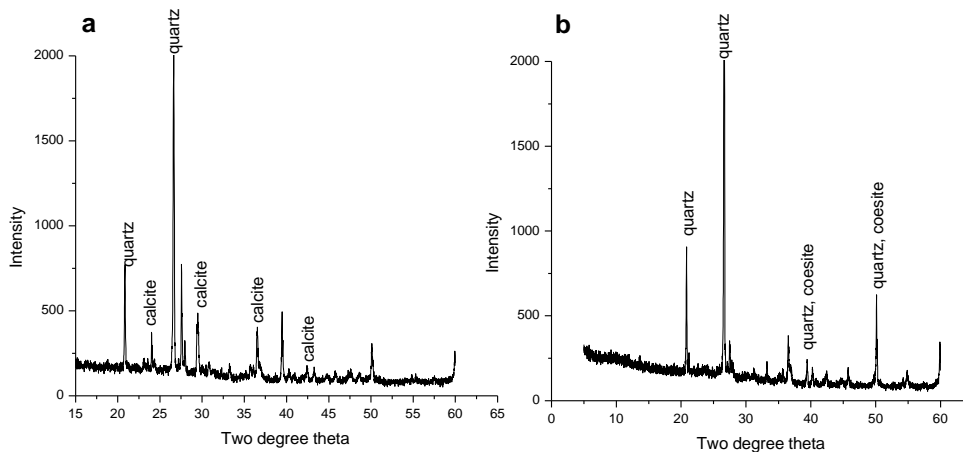 a
quartz
2000
1500
1000
500
0
Intensity
quartz
calcite
calcite
calcite
calcite
15 20 25 30 35 40 45 50 55 60 65
Two degree theta
b
quartz
2000
1500
1000
500
0
Intensity
quartz
quartz, coesite
quartz, coesite
0 10 20 30 40 50 60
Two degree theta